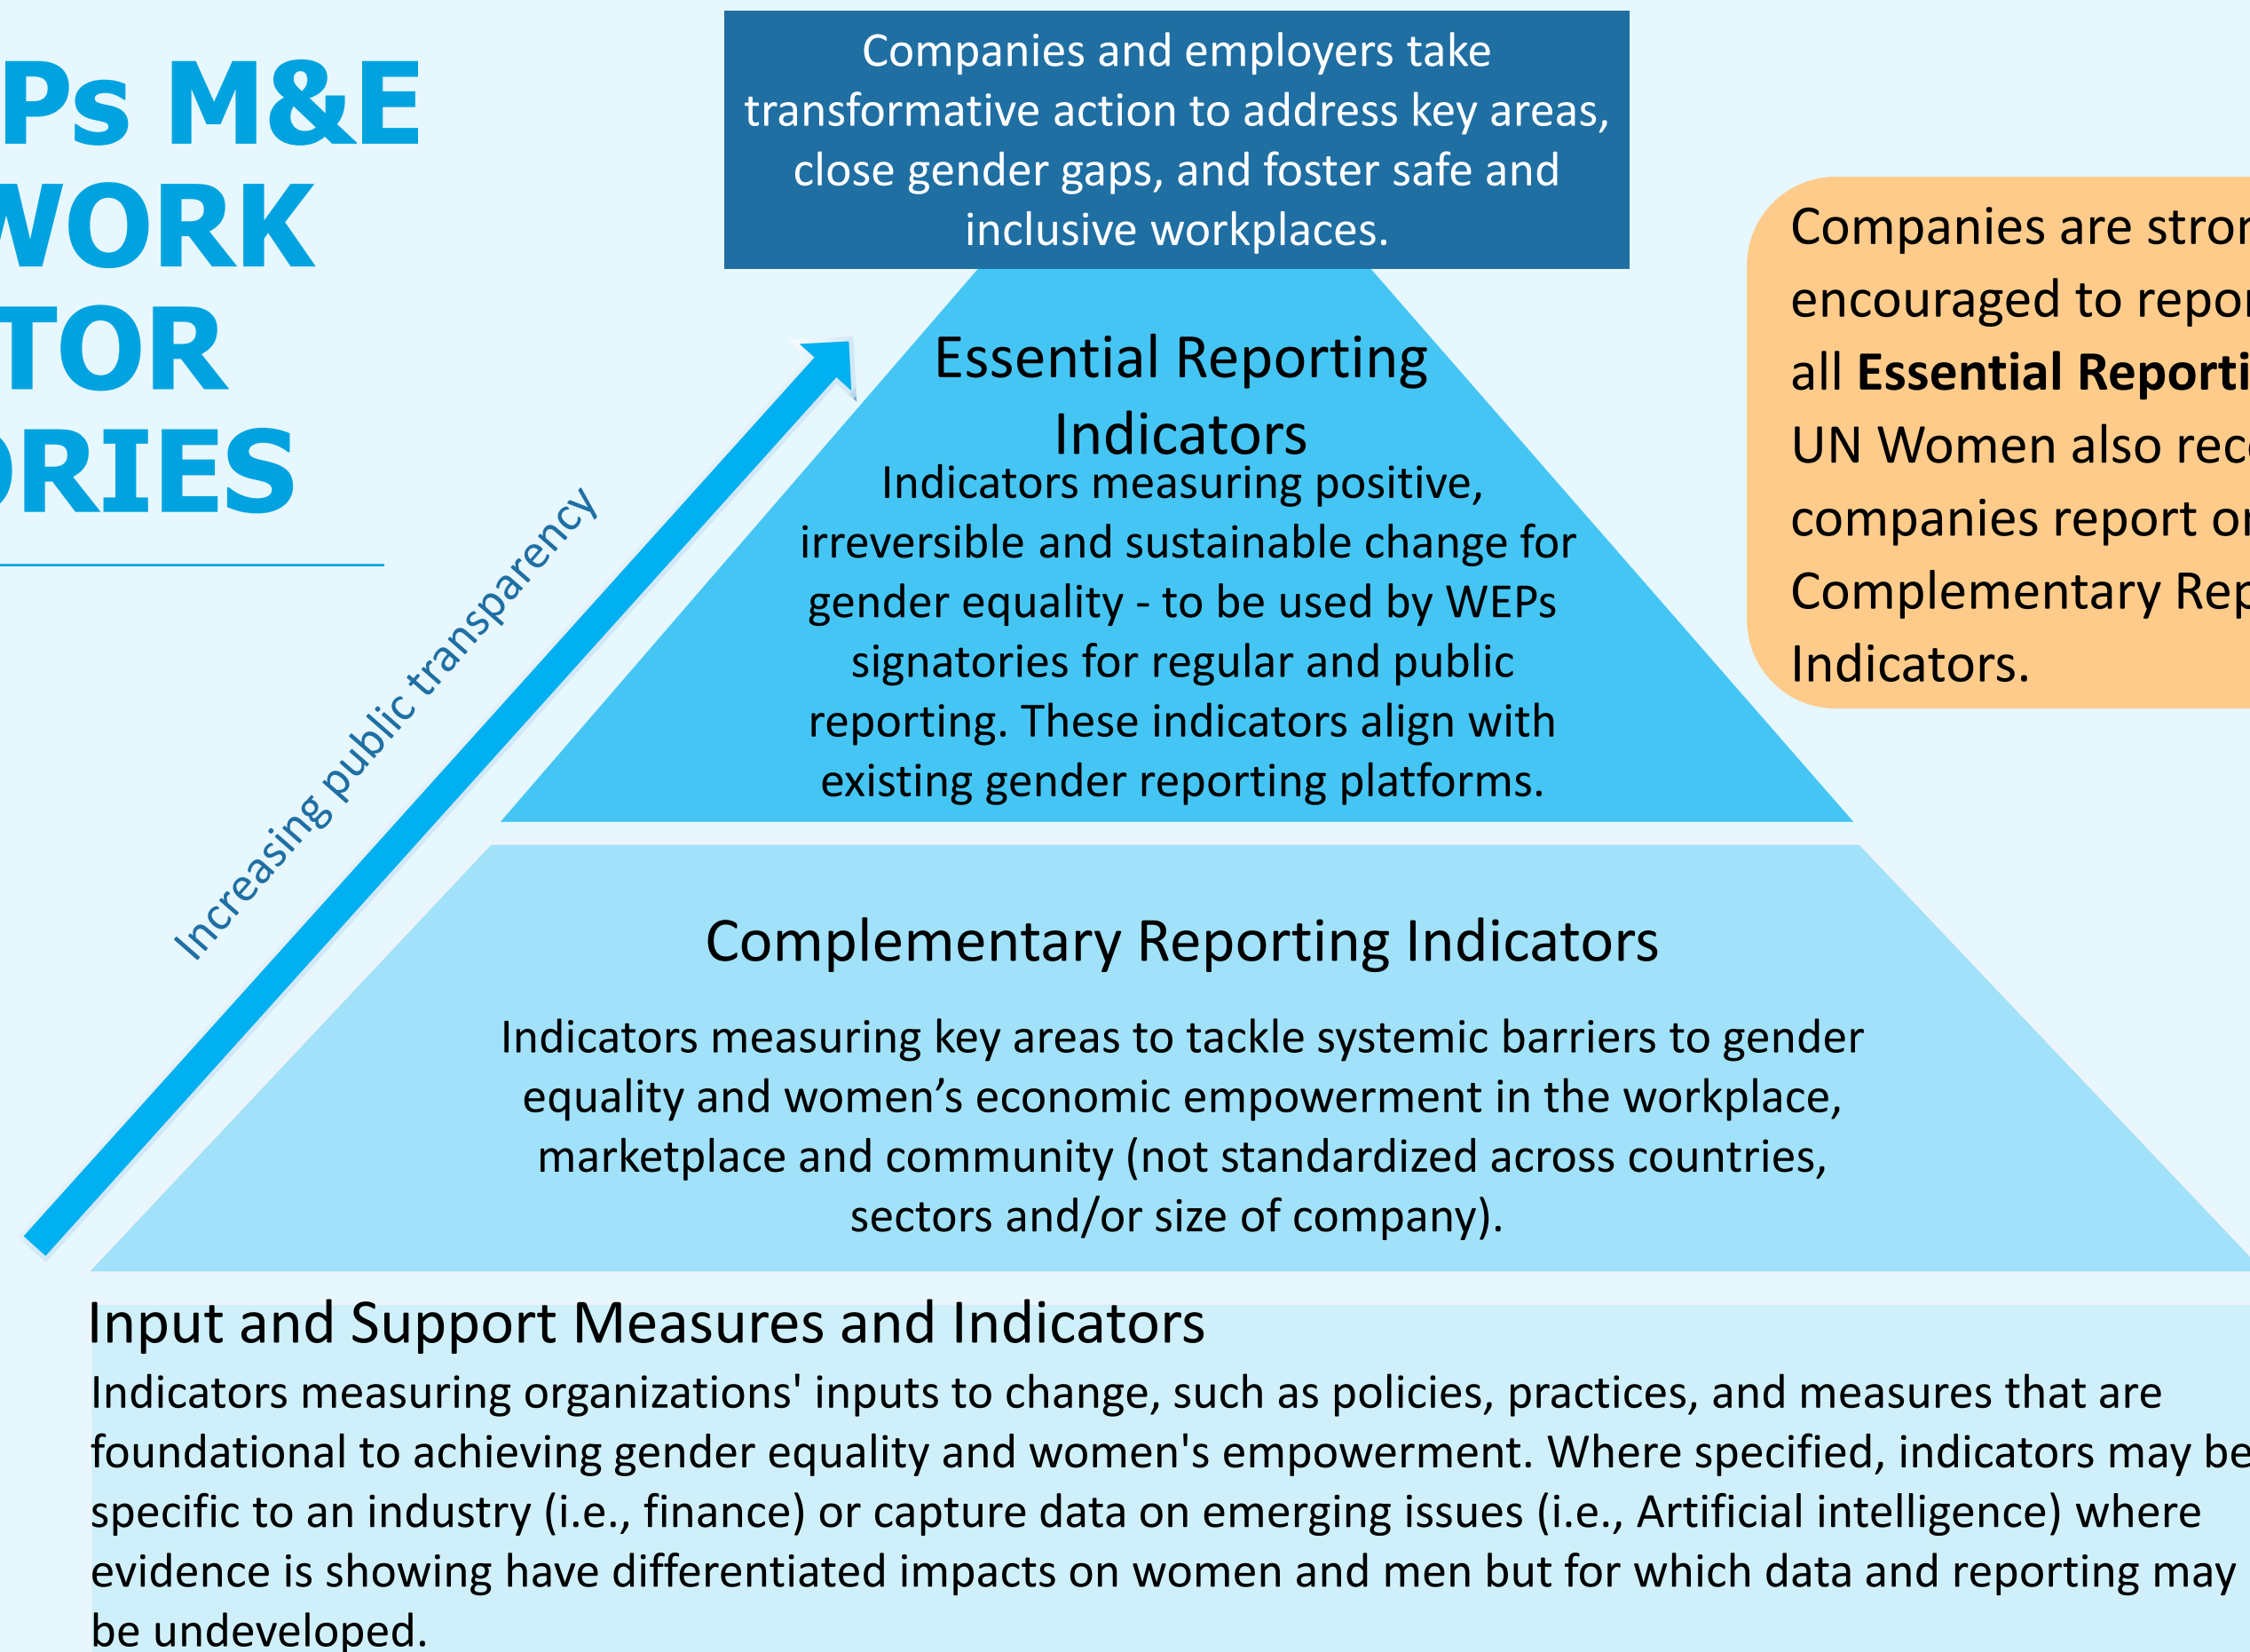 Ps M&E
WORK
TOR
ORIES
Companies and employers take
transformative action to address key areas,
close gender gaps, and foster safe and
inclusive workplaces.
Companies are
encouraged to
all Essential
UN Women also
companies report
Complementary
Indicators.
Increasing public transparency
Essential Reporting
Indicators
Indicators measuring positive,
irreversible and sustainable change for
gender equality - to be used by WEPs
signatories for regular and public
reporting. These indicators align with
existing gender reporting platforms.
Complementary Reporting Indicators
Indicators measuring key areas to tackle systemic barriers to gender
equality and women’s economic empowerment in the workplace,
marketplace and community (not standardized across countries,
sectors and/or size of company).
Input and Support Measures and Indicators
Indicators measuring organizations' inputs to change, such as policies, practices, and measures that are
foundational to achieving gender equality and women's empowerment. Where specified, indicators may be
specific to an industry (i.e., finance) or capture data on emerging issues (i.e., Artificial intelligence) where
evidence is showing have differentiated impacts on women and men but for which data and reporting may
be undeveloped.